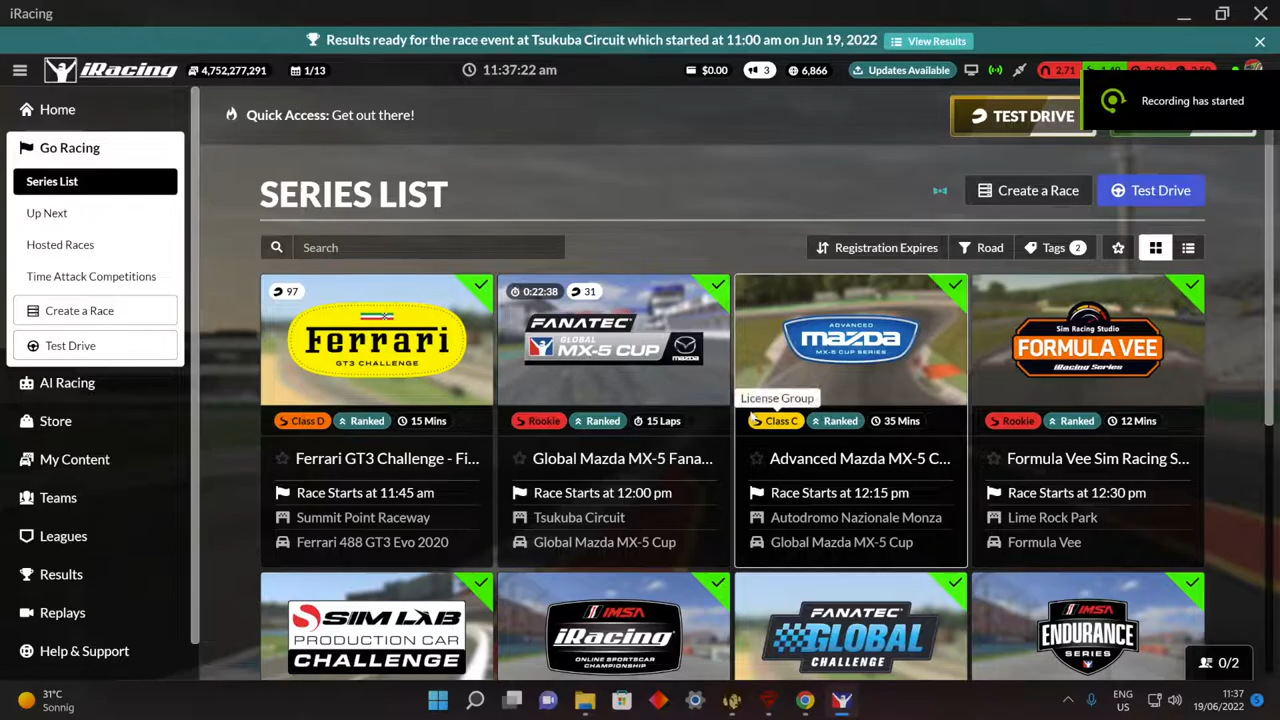 iRacing
Results ready for the race event at Tsukuba Circuit which started at 11:00 am on Jun 19, 2022
View Results
iRacing
4,752,277,291
1/13
11:37:22 am
$0.00
3
6,866
Updates Available
2.71
Recording has started
Home
Go Racing
Series List
Up Next
Hosted Races
Time Attack Competitions
Create a Race
Test Drive
AI Racing
Store
My Content
Teams
Leagues
Results
Replays
Help & Support
Quick Access: Get out there!
TEST DRIVE
SERIES LIST
Create a Race
Test Drive
Search
Registration Expires
Road
Tags 2
97
Ferrari
GT3 CHALLENGE
Class D
Ranked
15 Mins
Ferrari GT3 Challenge - Fi...
Race Starts at 11:45 am
Summit Point Raceway
Ferrari 488 GT3 Evo 2020
0:22:38
31
FANATEC
GLOBAL
MX-5 CUP
mazda
Rookie
Ranked
15 Laps
Global Mazda MX-5 Fana...
Race Starts at 12:00 pm
Tsukuba Circuit
Global Mazda MX-5 Cup
ADVANCED
mazda
MX-5 CUP SERIES
License Group
Class C
Ranked
35 Mins
Advanced Mazda MX-5 C...
Race Starts at 12:15 pm
Autodromo Nazionale Monza
Global Mazda MX-5 Cup
Sim Racing Studio
FORMULA VEE
iRacing Series
Rookie
Ranked
12 Mins
Formula Vee Sim Racing S...
Race Starts at 12:30 pm
Lime Rock Park
Formula Vee
SIM LAB
PRODUCTION CAR
CHALLENGE
IMSA
iRacing
ONLINE SPORTSCAR
CHAMPIONSHIP
FANATEC
GLOBAL
CHALLENGE
IMSA
ENDURANCE
SERIES
0/2
31°C
Sonnig
ENG
US
11:37
19/06/2022
5